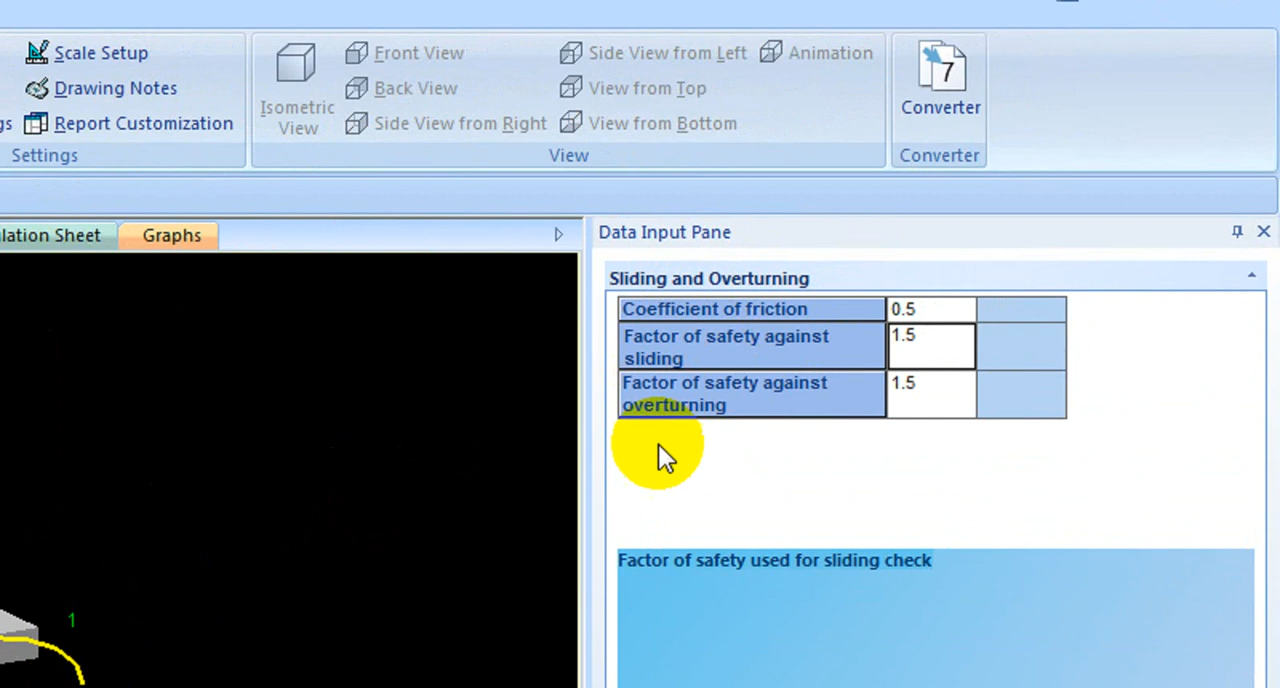 Scale Setup
Drawing Notes
gs Report Customization
Settings
Isometric
View
Front View
Back View
Side View from Right
Side View from Left
View from Top
View from Bottom
Animation
View
7
Converter
Converter
lation Sheet
Graphs
Data Input Pane
Sliding and Overturning
Coefficient of friction 0.5
Factor of safety against 1.5
sliding
Factor of safety against 1.5
overturning
Factor of safety used for sliding check
1